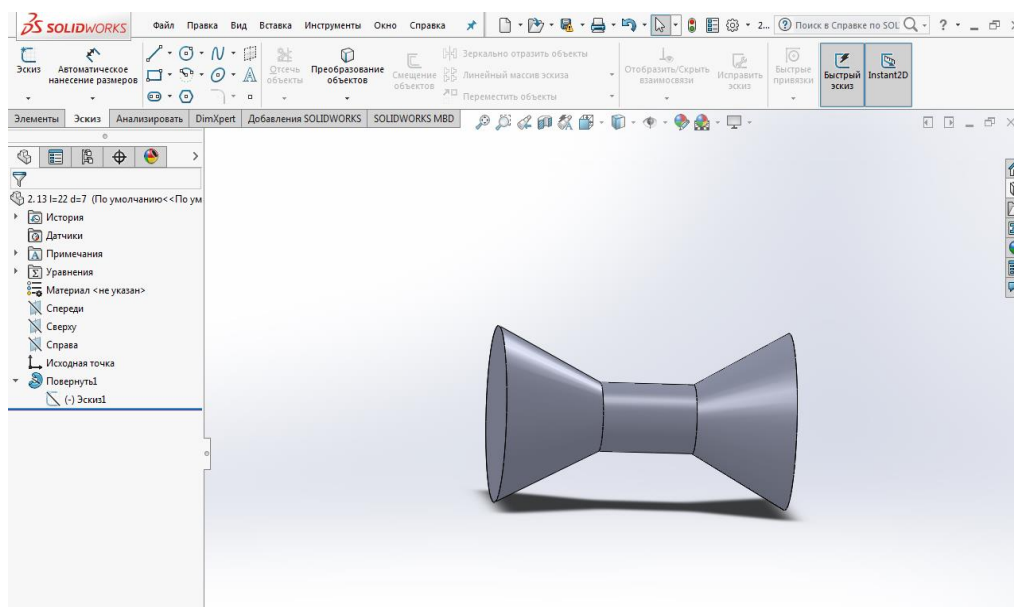 SOLIDWORKS Файл Правка Вид Вставка Инструменты Окно Справка 2... Поиск в Справке по SOL
Эскиз Автоматическое нанесение размеров Отсечь объекты Преобразование объектов Смещение объектов Зеркально отразить объекты Отобразить/Скрыть взаимосвязи Исправить эскиз Быстрые привязки Быстрый эскиз Instant2D
Линейный массив эскиза
Переместить объекты
Элементы Эскиз Анализировать DimXpert Добавления SOLIDWORKS SOLIDWORKS MBD
2.13 l=22 d=7 (По умолчанию<<По ум
История
Датчики
Примечания
Уравнения
Материал <не указан>
Спереди
Сверху
Справа
Исходная точка
Повернуть1
(-) Эскиз1